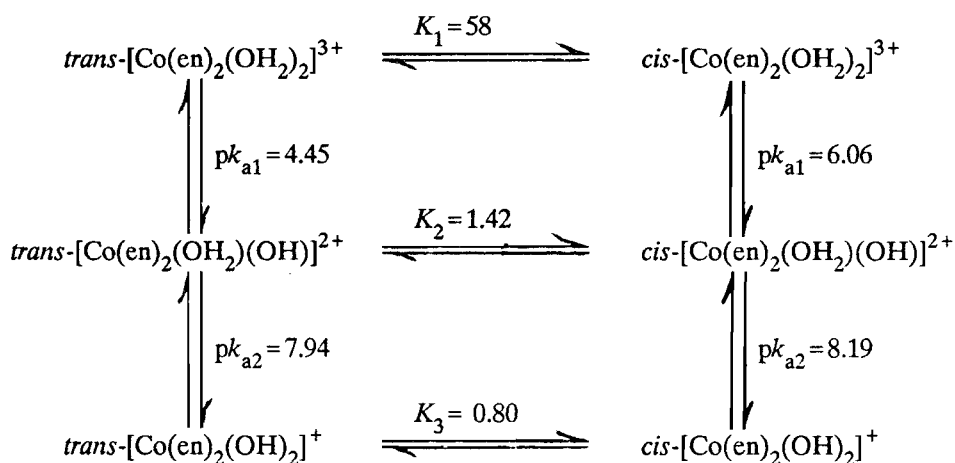 K₁ = 58
trans-[Co(en)₂(OH₂)₂]³⁺ cis-[Co(en)₂(OH₂)₂]³⁺
pkₐ₁ = 4.45 pkₐ₁ = 6.06
K₂ = 1.42
trans-[Co(en)₂(OH₂)(OH)]²⁺ cis-[Co(en)₂(OH₂)(OH)]²⁺
pkₐ₂ = 7.94 pkₐ₂ = 8.19
K₃ = 0.80
trans-[Co(en)₂(OH)₂]⁺ cis-[Co(en)₂(OH)₂]⁺